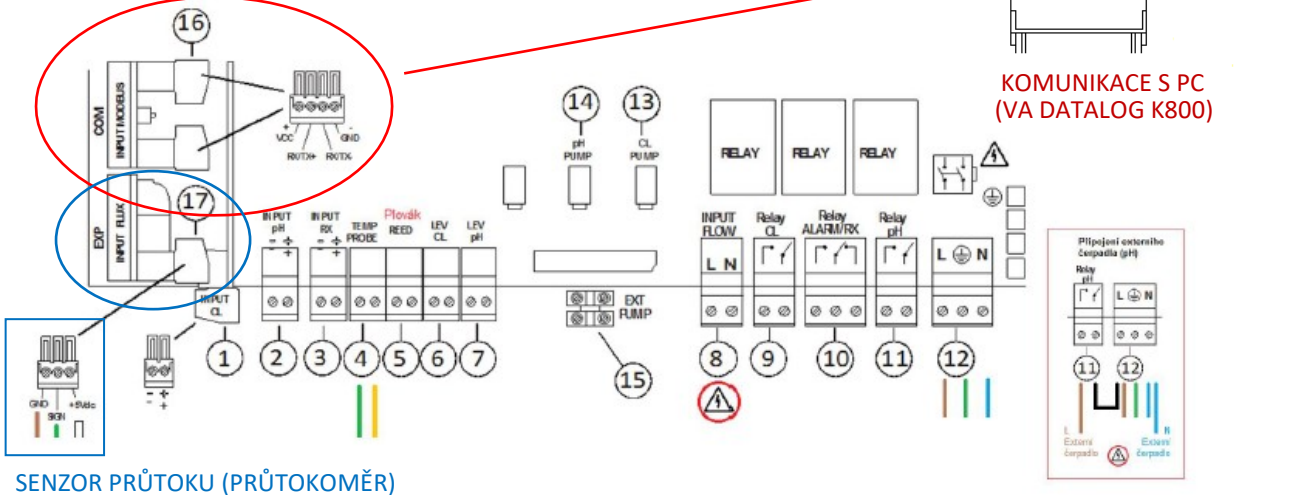 16
COM
INPUT MODBUS
+
VCC
RX/TX+
RX/TX-
-
GND
KOMUNIKACE S PC
(VA DATALOG K800)
14
13
pH
PUMP
CL
PUMP
RELAY
RELAY
RELAY
EXP
INPUT FLUX
17
INPUT
pH
- +
+
INPUT
RX
- +
+
TEMP
PROBE
Plovák
REED
LEV
CL
LEV
pH
INPUT
FLOW
L N
Relay
CL
Relay
ALARM/RX
Relay
pH
L N
INPUT
CL
EXT
PUMP
1
2
3
4
5
6
7
15
8
9
10
11
12
- +
- +
GND
SIGN
+5Vdc
Připojení externího
čerpadla (pH)
Relay
pH
L N
11
12
L
Externí
čerpadlo
N
Externí
čerpadlo
SENZOR PRŮTOKU (PRŮTOKOMĚR)